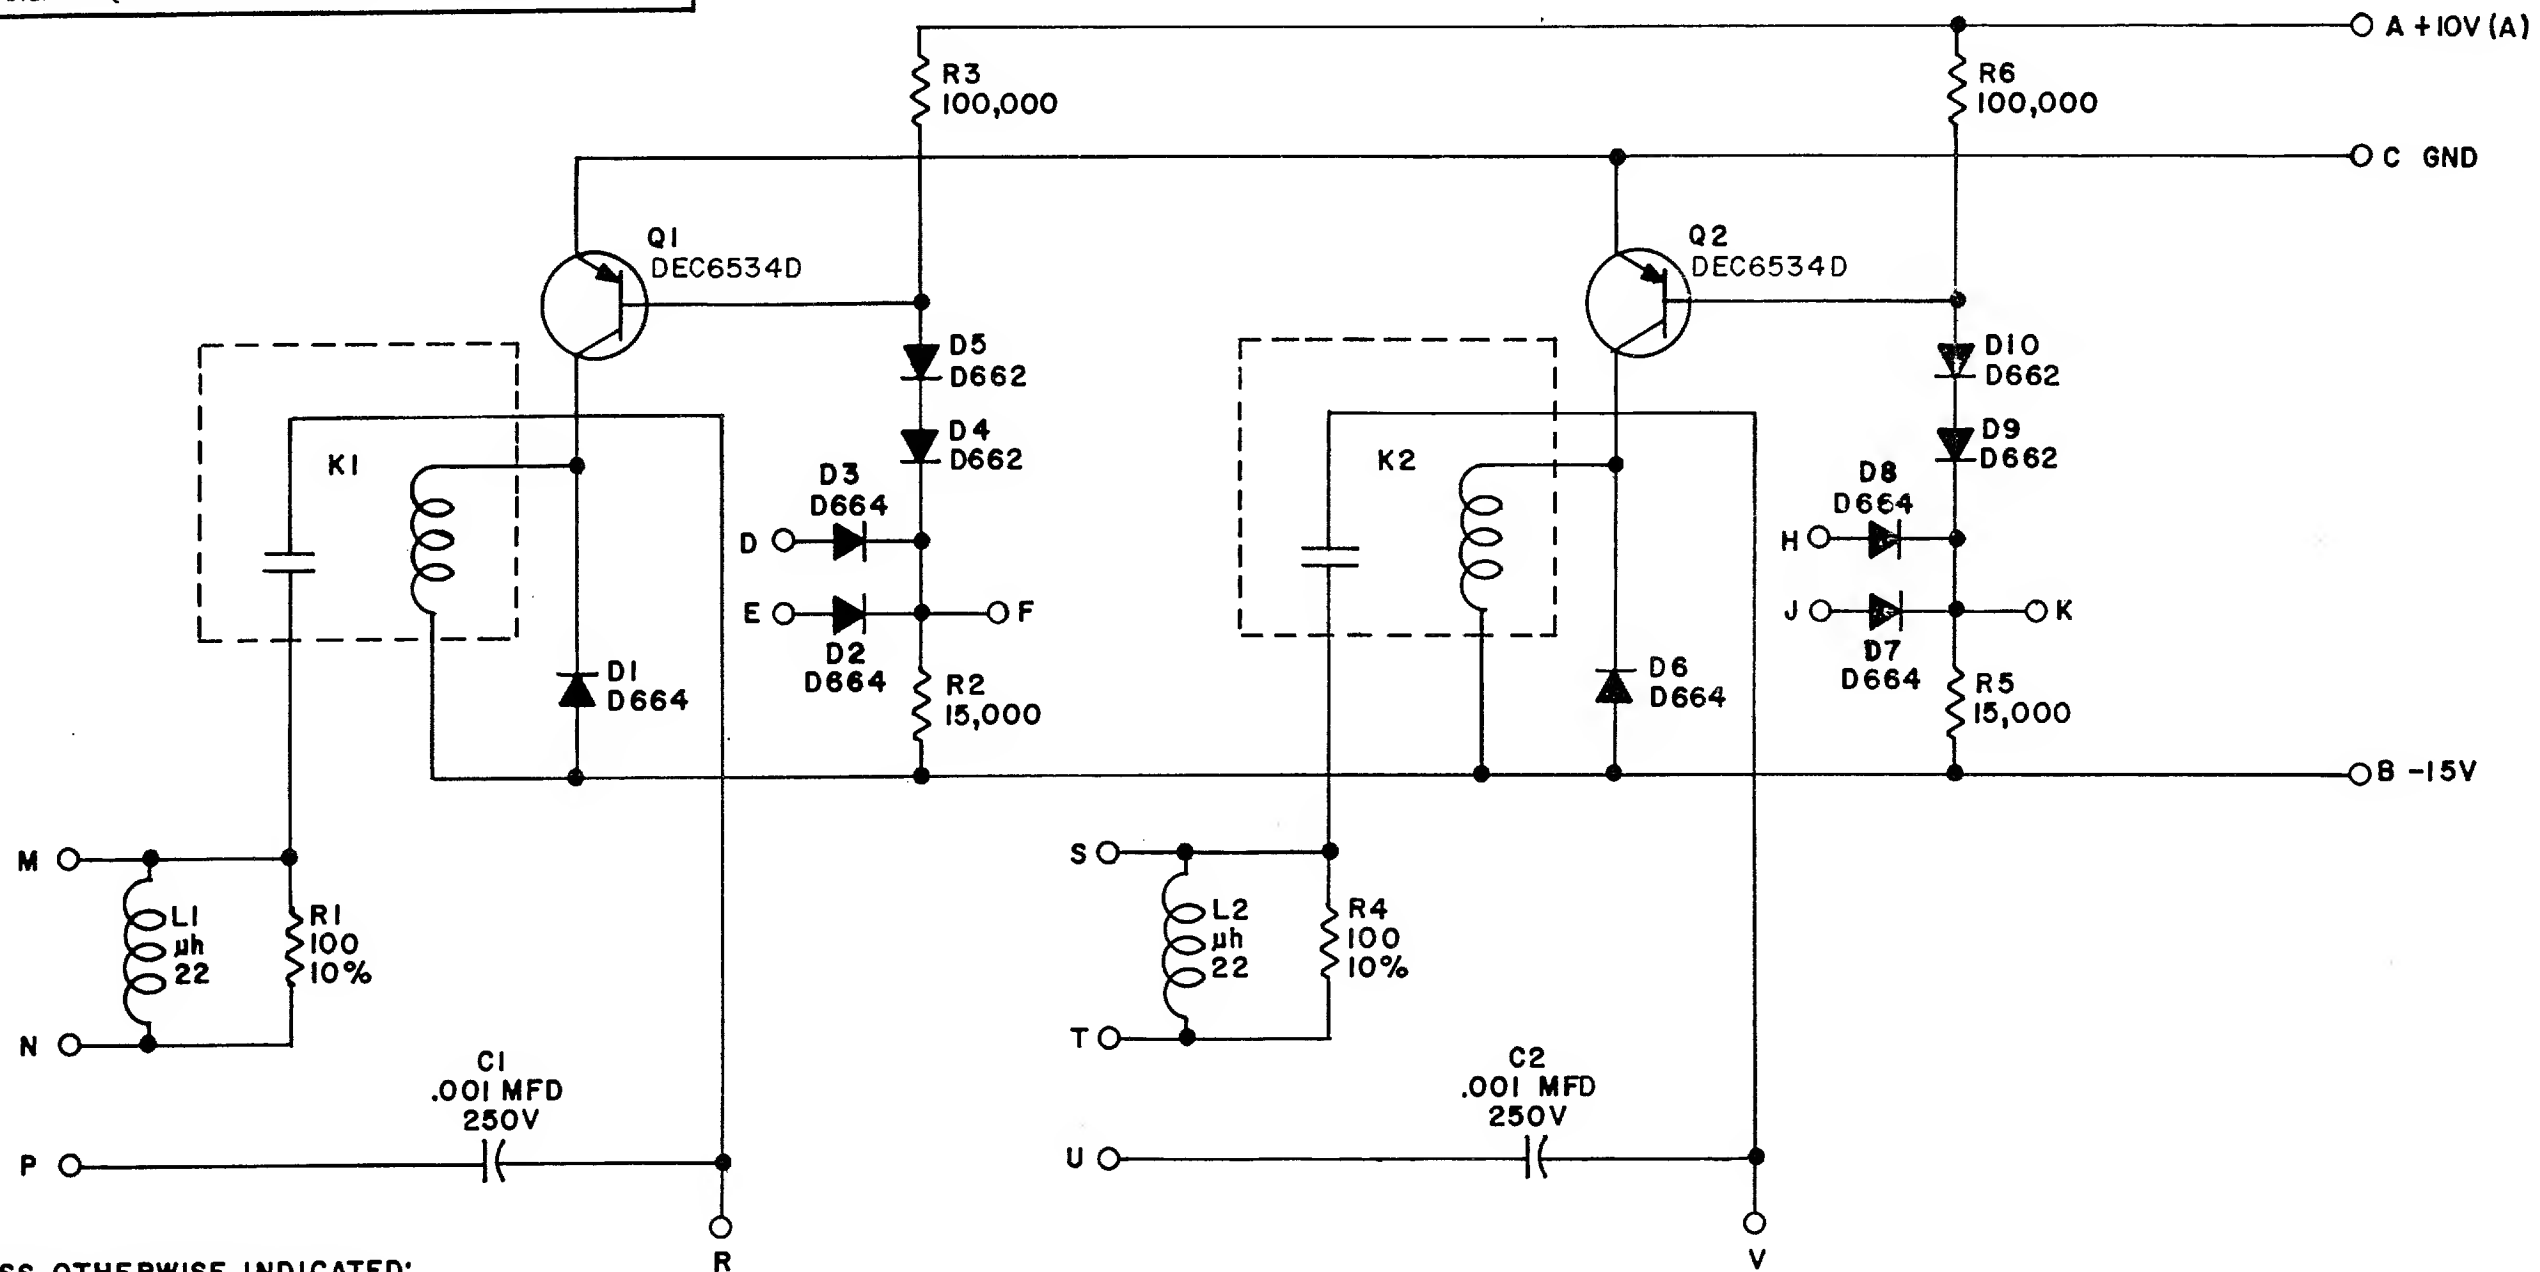 A +10V (A)
R3
100,000
R6
100,000
C GND
Q1
DEC6534D
Q2
DEC6534D
D5
D662
D10
D662
D4
D662
D9
D662
K1
K2
D3
D664
D8
D664
D
H
E
F
J
K
D2
D664
D7
D664
D1
D664
R2
15,000
D6
D664
R5
15,000
B -15V
M
S
L1
µh
22
R1
100
10%
L2
µh
22
R4
100
10%
N
T
C1
.001 MFD
250V
C2
.001 MFD
250V
P
U
R
V
OTHERWISE INDICATED: